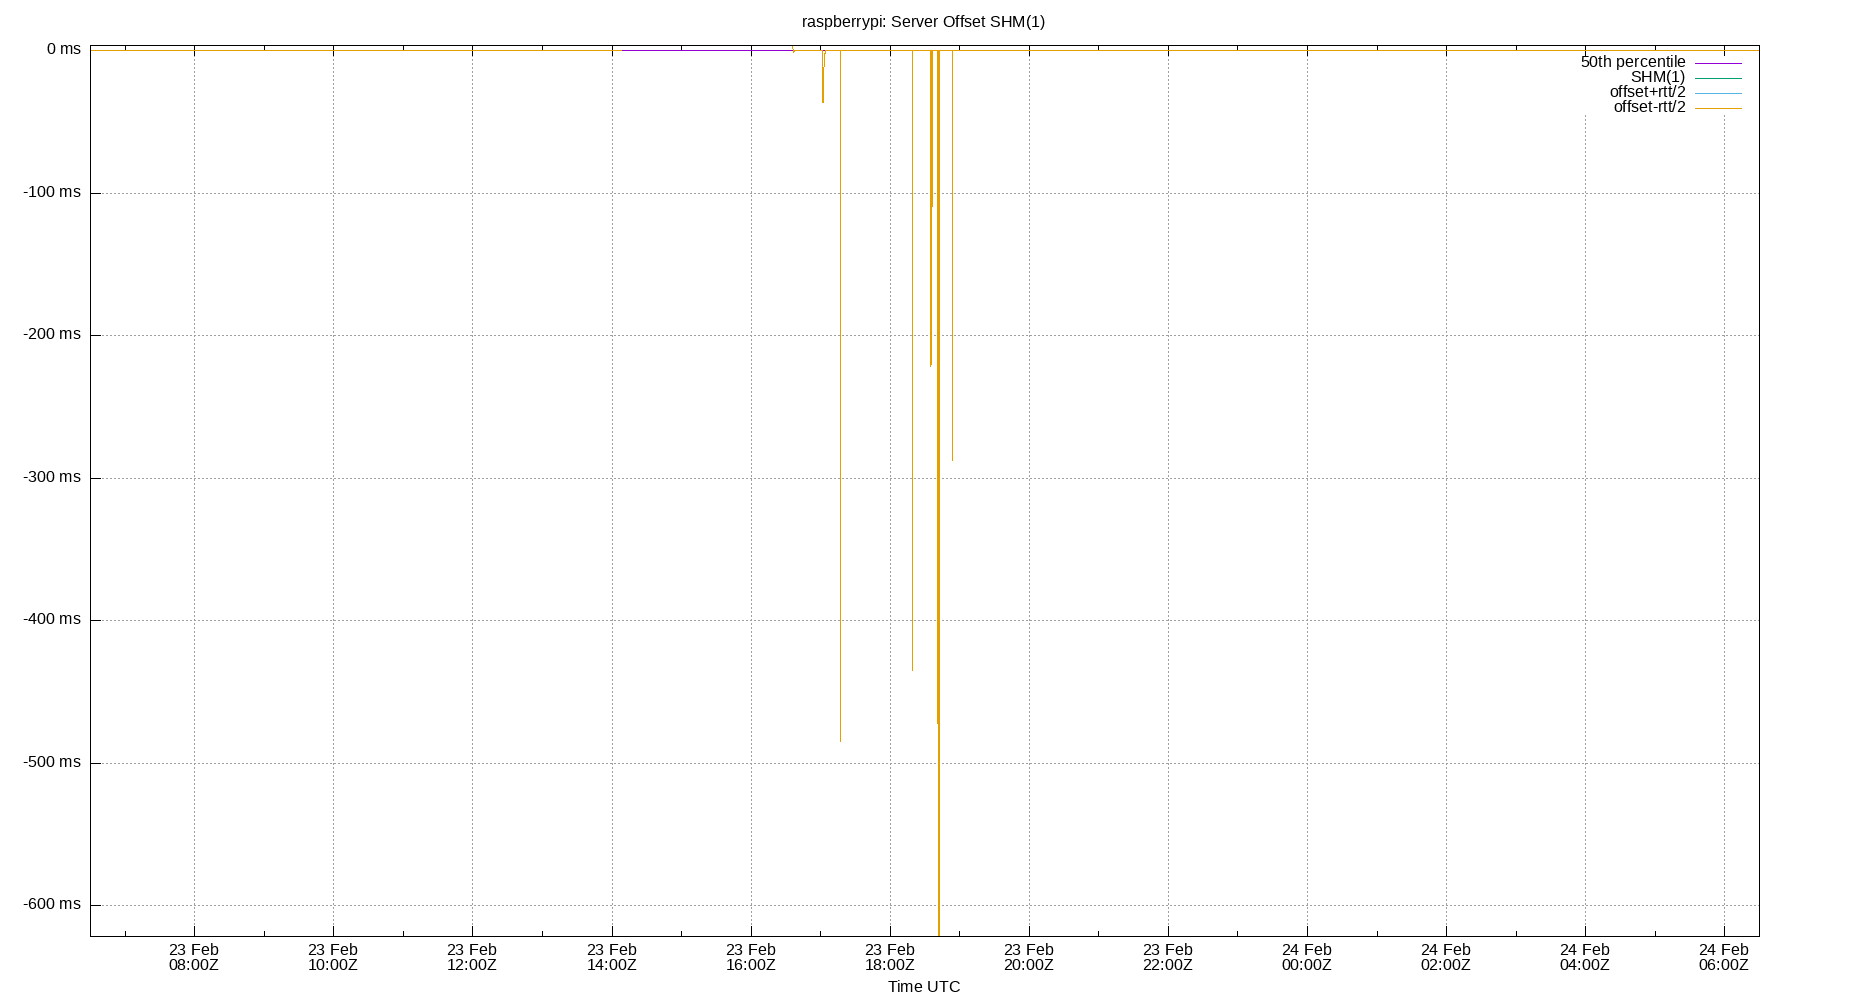 raspberrypi: Server Offset SHM(1)
0 ms
-100 ms
-200 ms
-300 ms
-400 ms
-500 ms
-600 ms
50th percentile
SHM(1)
offset+rtt/2
offset-rtt/2
23 Feb 23 Feb 23 Feb 23 Feb 23 Feb 23 Feb 23 Feb 23 Feb 24 Feb 24 Feb 24 Feb 24 Feb
08:00Z 10:00Z 12:00Z 14:00Z 16:00Z 18:00Z 20:00Z 22:00Z 00:00Z 02:00Z 04:00Z 06:00Z
Time UTC